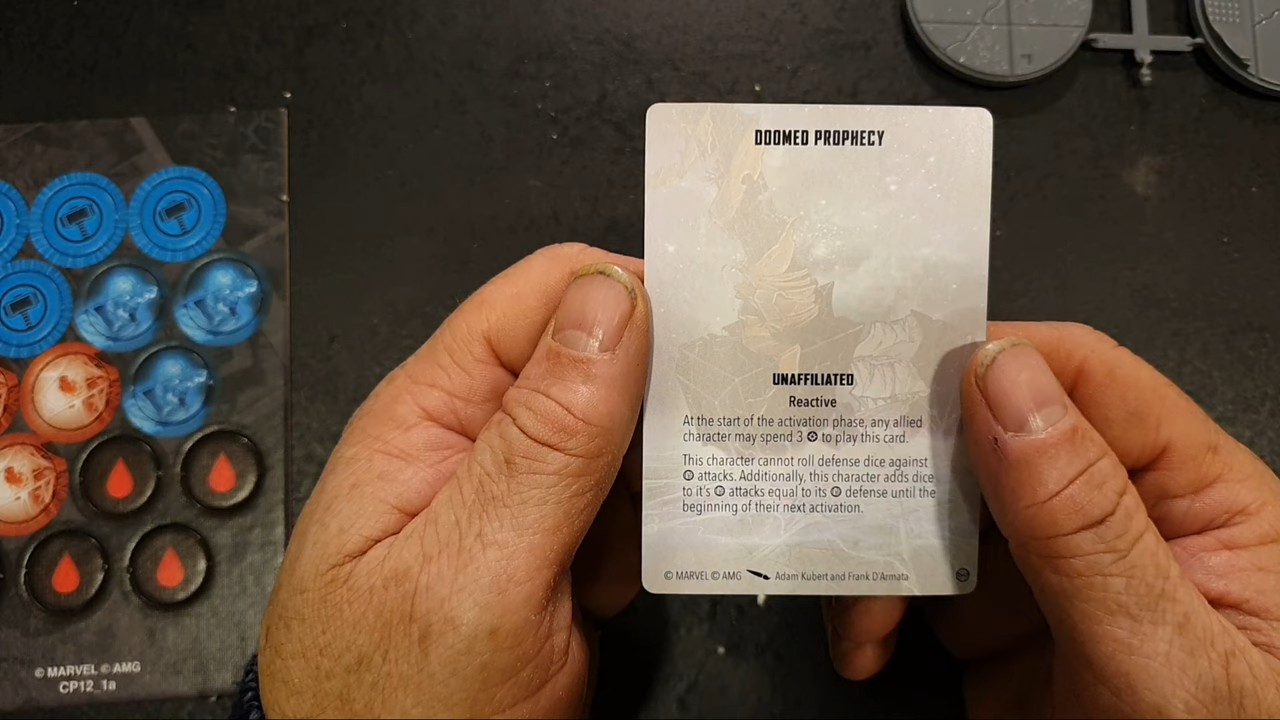 DOOMED PROPHECY
UNAFFILIATED
Reactive
At the start of the activation phase, any allied
character may spend 3 to play this card.
This character cannot roll defense dice against
attacks. Additionally, this character adds dice
to it's attacks equal to its defense until the
beginning of their next activation.
© MARVEL © AMG Adam Kubert and Frank D'Armata
© MARVEL © AMG
CP12_1a